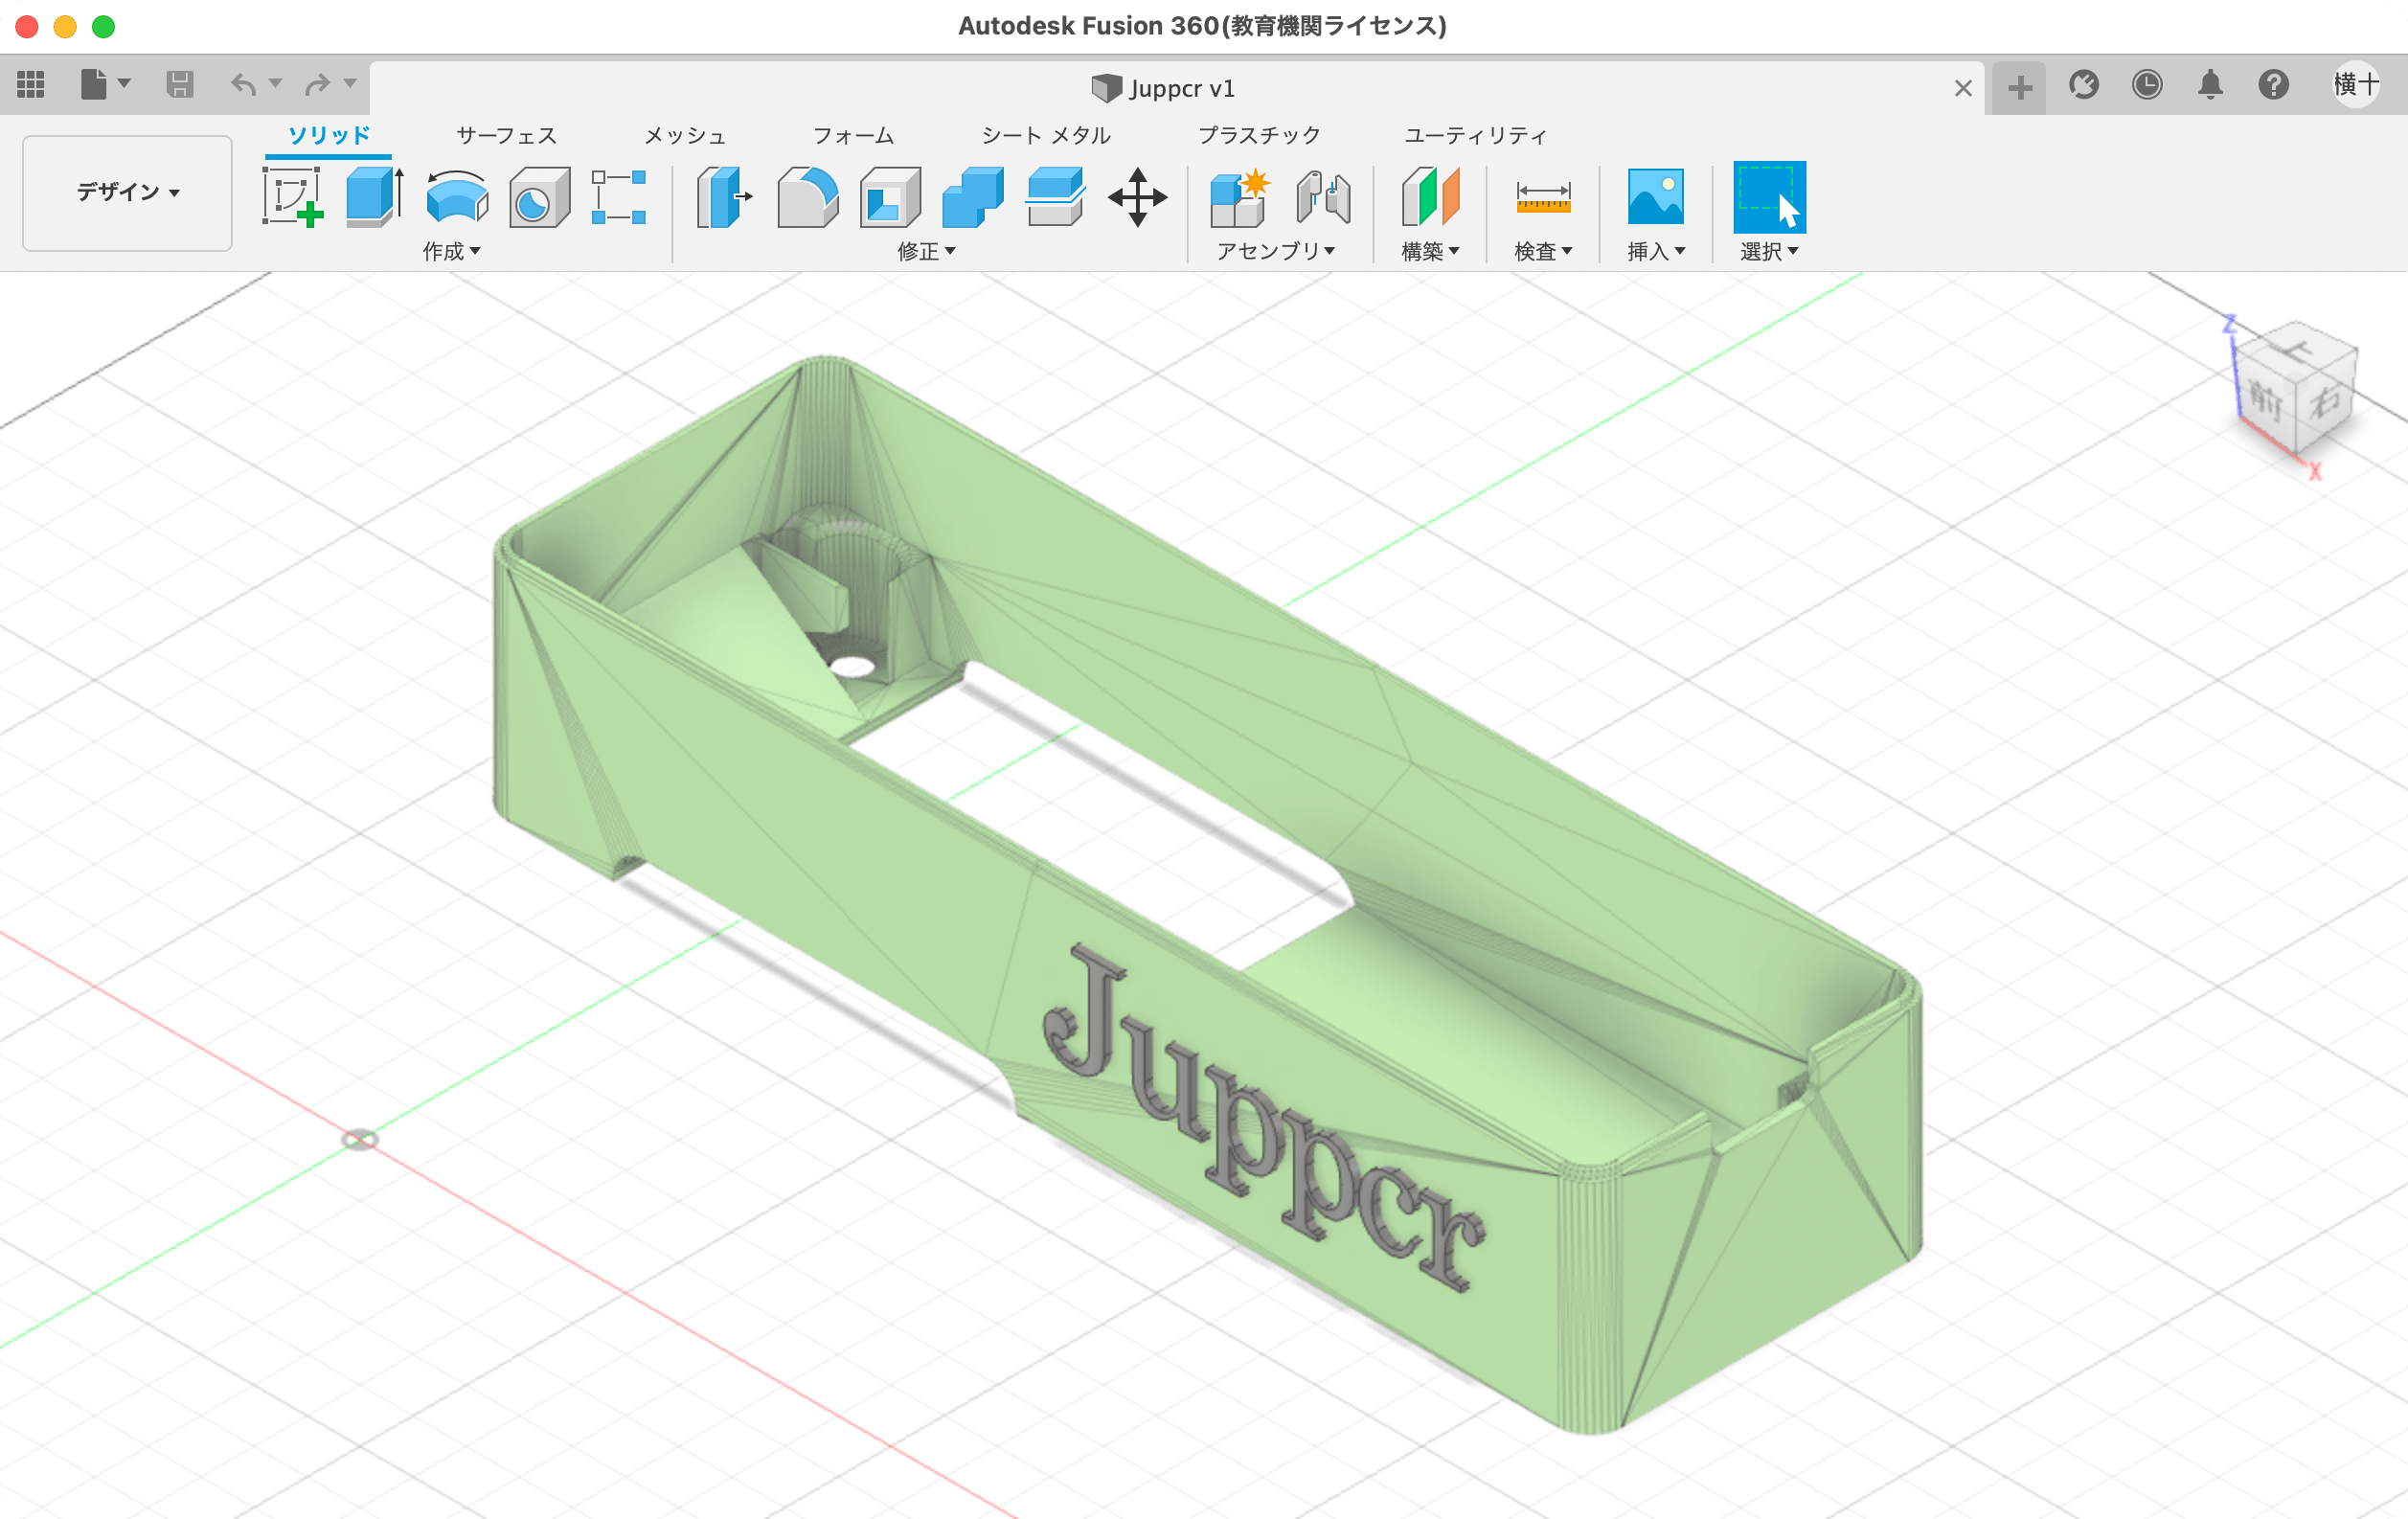 Autodesk Fusion 360(教育機関ライセンス)
Juppcr v1
横十
ソリッド サーフェス メッシュ フォーム シート メタル プラスチック ユーティリティ
デザイン
作成 修正 アセンブリ 構築 検査 挿入 選択
Z
上
前 右
X
Juppcr